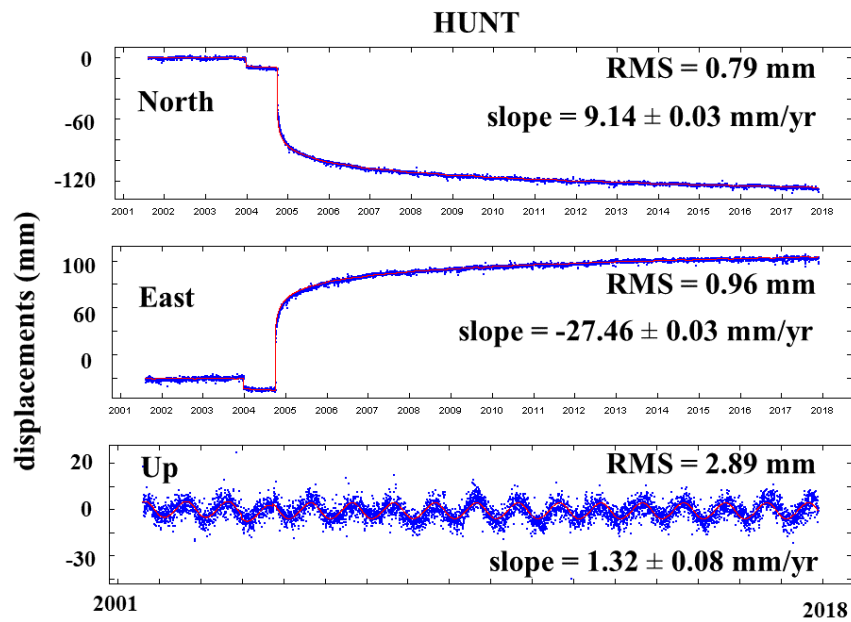 HUNT
0
RMS = 0.79 mm
North
-60
slope = 9.14 ± 0.03 mm/yr
-120
2001 2002 2003 2004 2005 2006 2007 2008 2009 2010 2011 2012 2013 2014 2015 2016 2017 2018
displacements (mm)
100
RMS = 0.96 mm
East
60
slope = -27.46 ± 0.03 mm/yr
0
2001 2002 2003 2004 2005 2006 2007 2008 2009 2010 2011 2012 2013 2014 2015 2016 2017 2018
20
Up
RMS = 2.89 mm
0
-30
slope = 1.32 ± 0.08 mm/yr
2001
2018